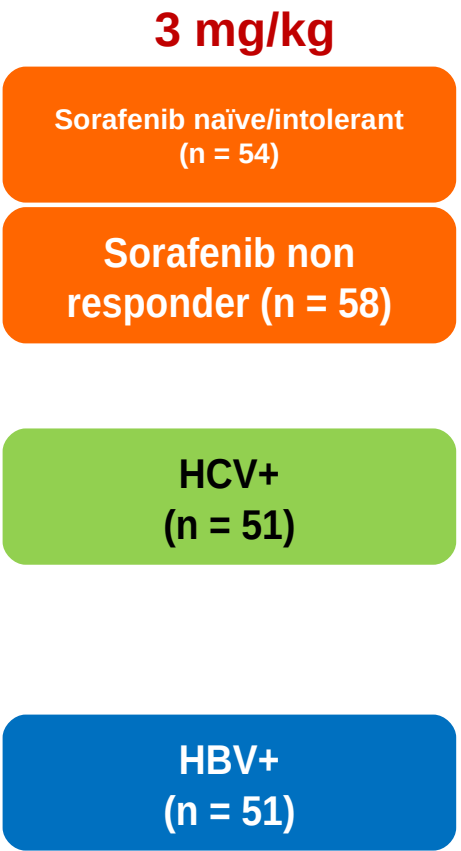 3 mg/kg
Sorafenib naïve/intolerant
(n = 54)
Sorafenib non
responder (n = 58)
HCV+
(n = 51)
HBV+
(n = 51)